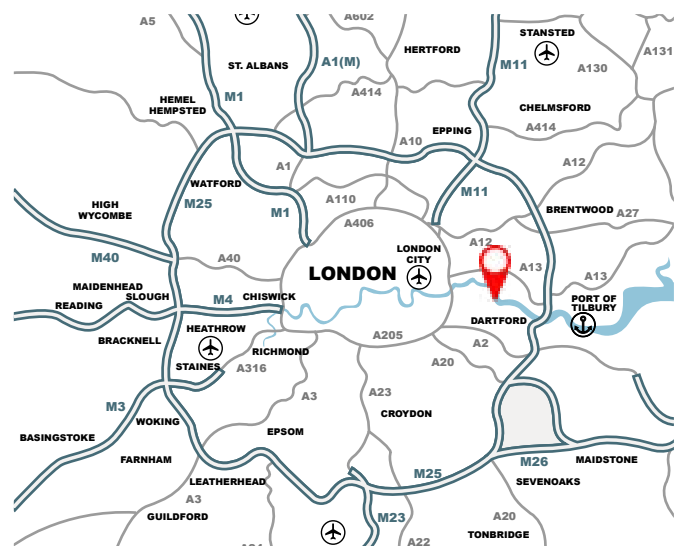 A5
A602
STANSTED
HERTFORD
A131
ST. ALBANS
A1(M)
M11
A130
HEMEL
HEMPSTED
M1
A414
CHELMSFORD
EPPING
A414
A10
A1
A12
WATFORD
M11
HIGH
WYCOMBE
M25
M1
A110
BRENTWOOD
A27
A406
M40
A40
LONDON
CITY
A12
LONDON
A13
A13
MAIDENHEAD
SLOUGH
READING
M4
CHISWICK
PORT OF
TILBURY
DARTFORD
HEATHROW
BRACKNELL
A205
A2
RICHMOND
STAINES
A316
A20
A3
A23
M3
CROYDON
WOKING
EPSOM
BASINGSTOKE
FARNHAM
M26
MAIDSTONE
M25
LEATHERHEAD
SEVENOAKS
A3
GUILDFORD
M23
A20
TONBRIDGE
A22